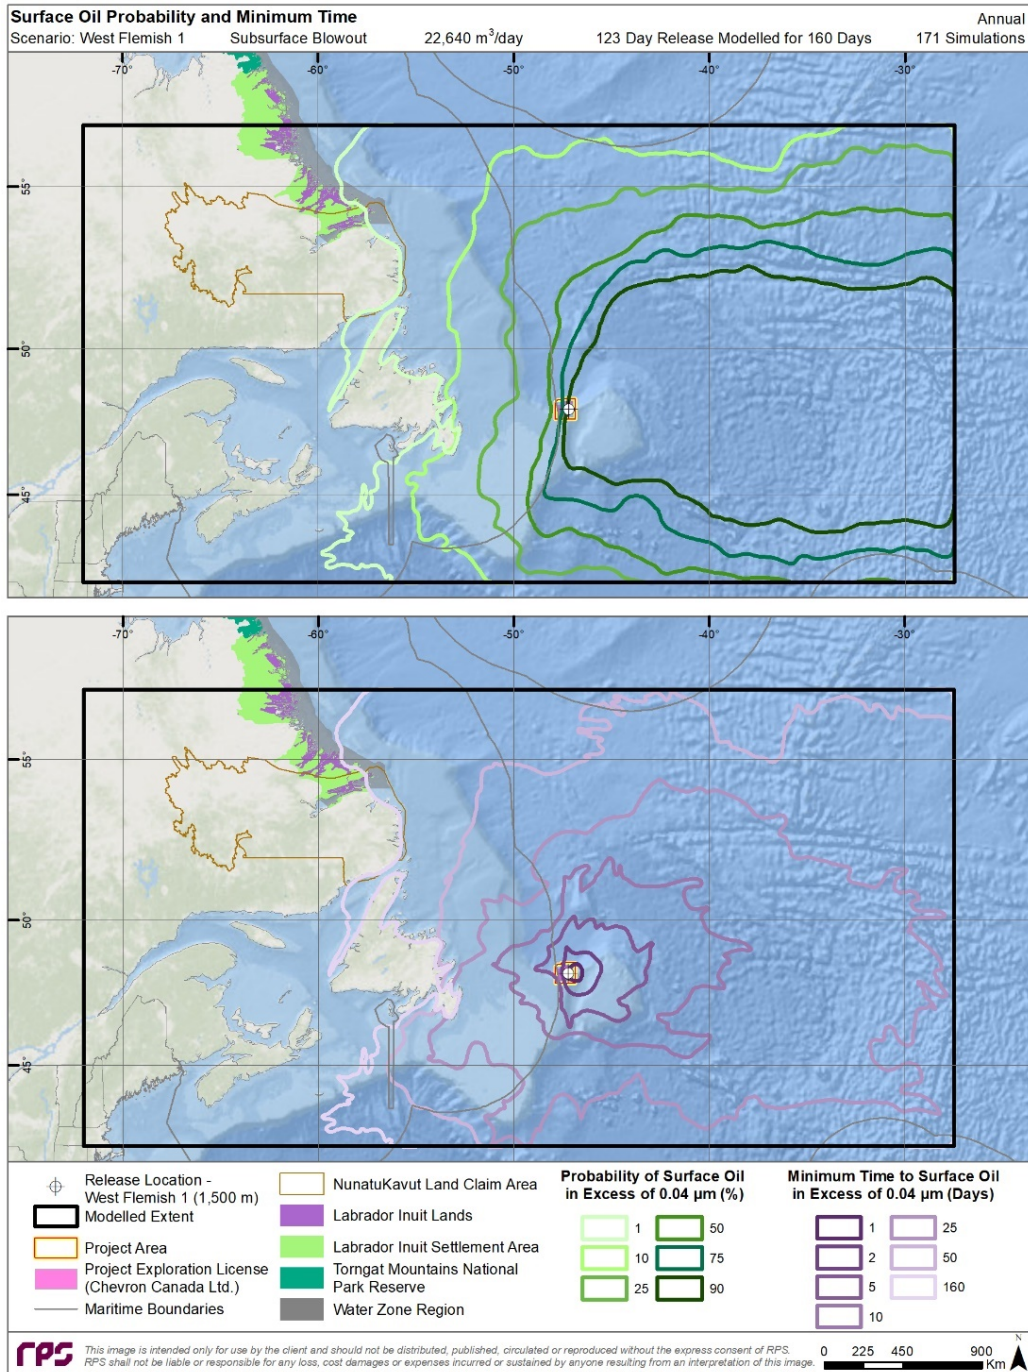 Surface Oil Probability and Minimum Time
Annual
Scenario: West Flemish 1 Subsurface Blowout 22,640 m³/day 123 Day Release Modelled for 160 Days 171 Simulations
-70° -60° -50° -40° -30°
55°
50°
45°
-70° -60° -50° -40° -30°
55°
50°
45°
Release Location -
West Flemish 1 (1,500 m)
Modelled Extent
Project Area
Project Exploration License
(Chevron Canada Ltd.)
Maritime Boundaries
NunatuKavut Land Claim Area
Labrador Inuit Lands
Labrador Inuit Settlement Area
Torngat Mountains National
Park Reserve
Water Zone Region
Probability of Surface Oil
in Excess of 0.04 µm (%)
1 50
10 75
25 90
Minimum Time to Surface Oil
in Excess of 0.04 µm (Days)
1 25
2 50
5 160
10
rps
This image is intended only for use by the client and should not be distributed, published, circulated or reproduced without the express consent of RPS.
RPS shall not be liable or responsible for any loss, cost damages or expenses incurred or sustained by anyone resulting from an interpretation of this image.
0 225 450 900
Km
N